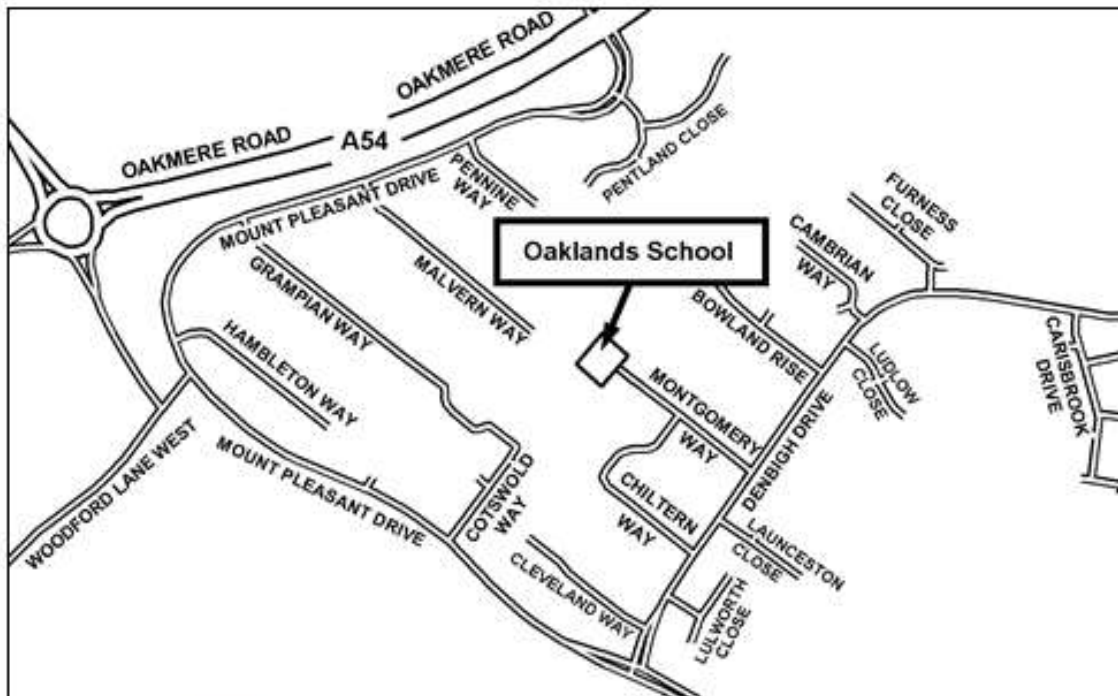 OAKMERE ROAD
OAKMERE ROAD
A54
PENTLAND CLOSE
PENNINE
WAY
MOUNT PLEASANT DRIVE
FURNESS
CLOSE
CAMBRIAN
WAY
Oaklands School
MALVERN WAY
GRAMPIAN WAY
BOWLAND RISE
HAMBLETON WAY
LUDLOW
CLOSE
CARISBROOK
DRIVE
MONTGOMERY
WAY
DENBIGH DRIVE
WOODFORD LANE WEST
MOUNT PLEASANT DRIVE
COTSWOLD
WAY
CHILTERN
WAY
LAUNCESTON
CLOSE
CLEVELAND WAY
LULWORTH
CLOSE